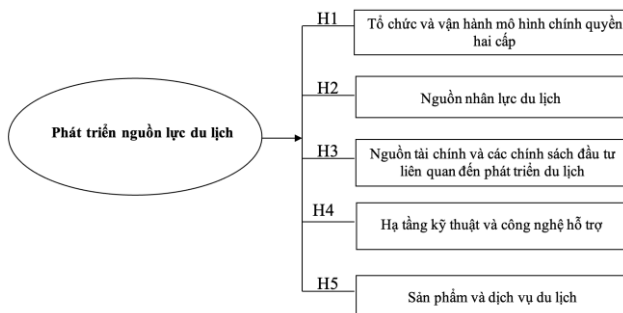 H1
Tổ chức và vận hành mô hình chính quyền
hai cấp
H2
Nguồn nhân lực du lịch
Phát triển nguồn lực du lịch
H3
Nguồn tài chính và các chính sách đầu tư
liên quan đến phát triển du lịch
H4
Hạ tầng kỹ thuật và công nghệ hỗ trợ
H5
Sản phẩm và dịch vụ du lịch